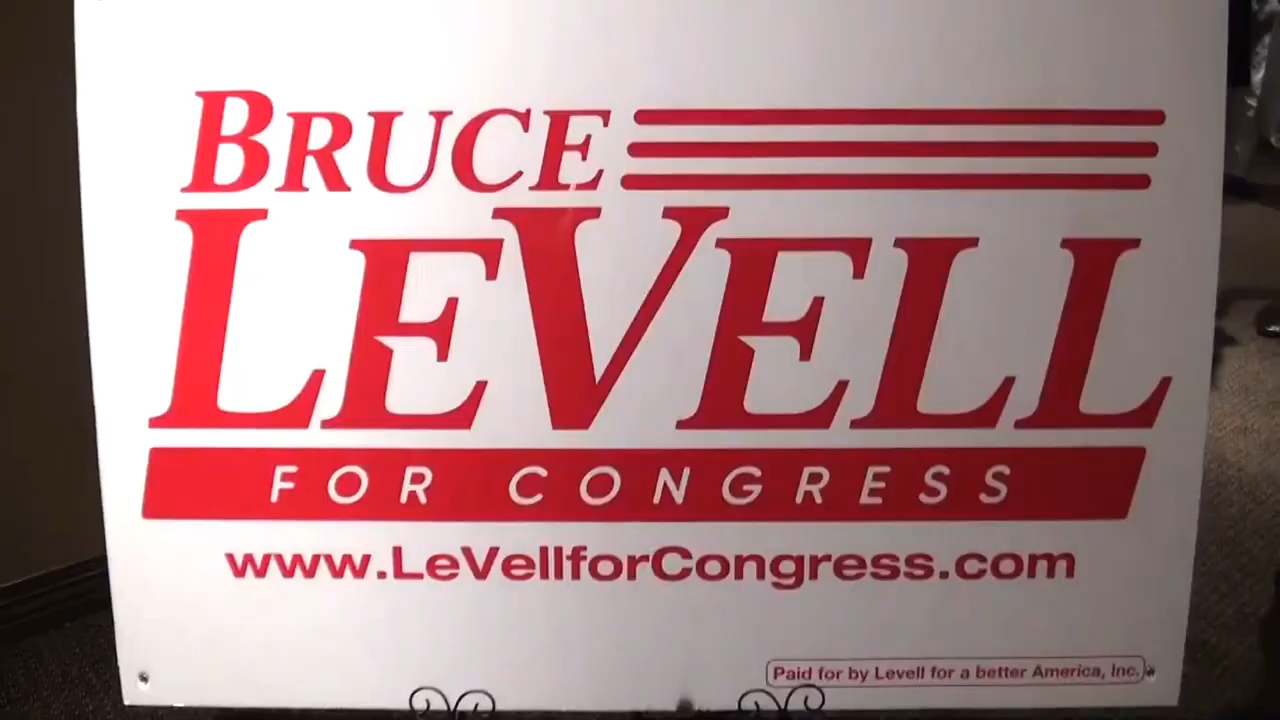 BRUCE
LEVELL
FOR CONGRESS
www.LeVellforCongress.com
Paid for by Levell for a better America, Inc.